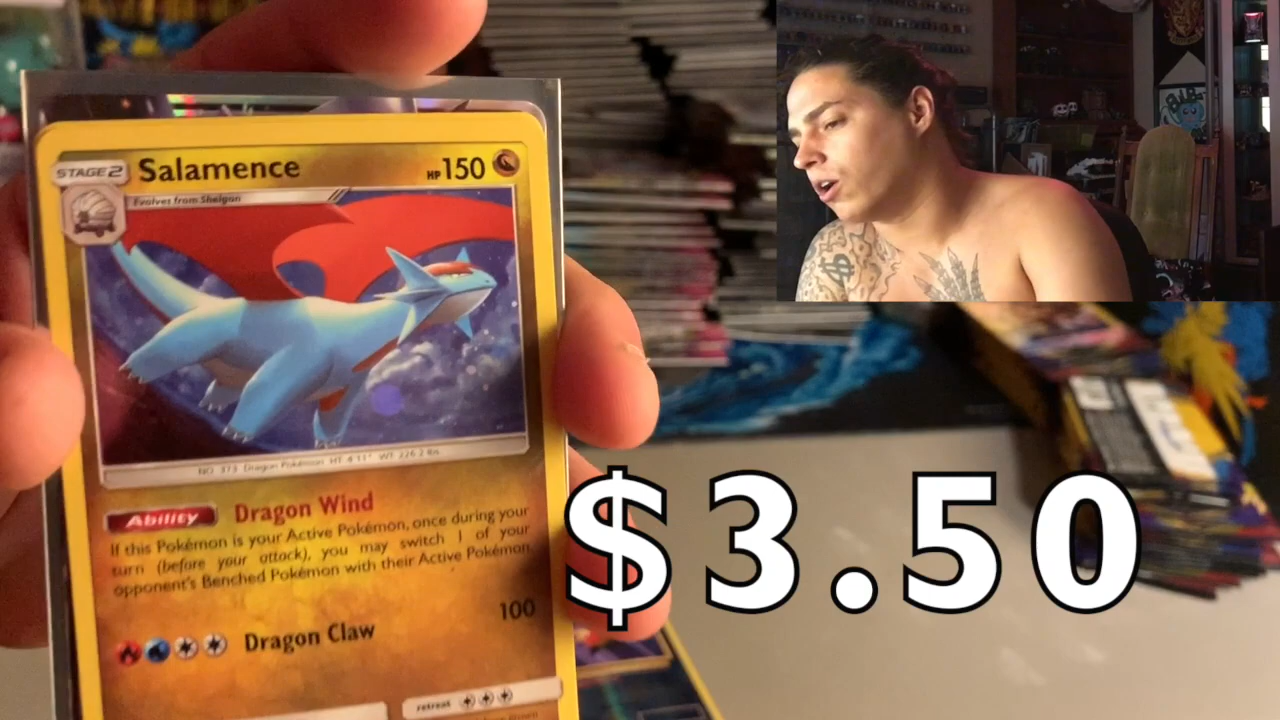 STAGE 2
Salamence
HP 150
Evolves from Shelgon
NO. 373 Dragon Pokémon HT: 4'11" WT: 226.2 lbs.
Ability Dragon Wind
If this Pokémon is your Active Pokémon, once during your
turn (before your attack), you may switch 1 of your
opponent's Benched Pokémon with their Active Pokémon.
Dragon Claw 100
retreat
$3.50